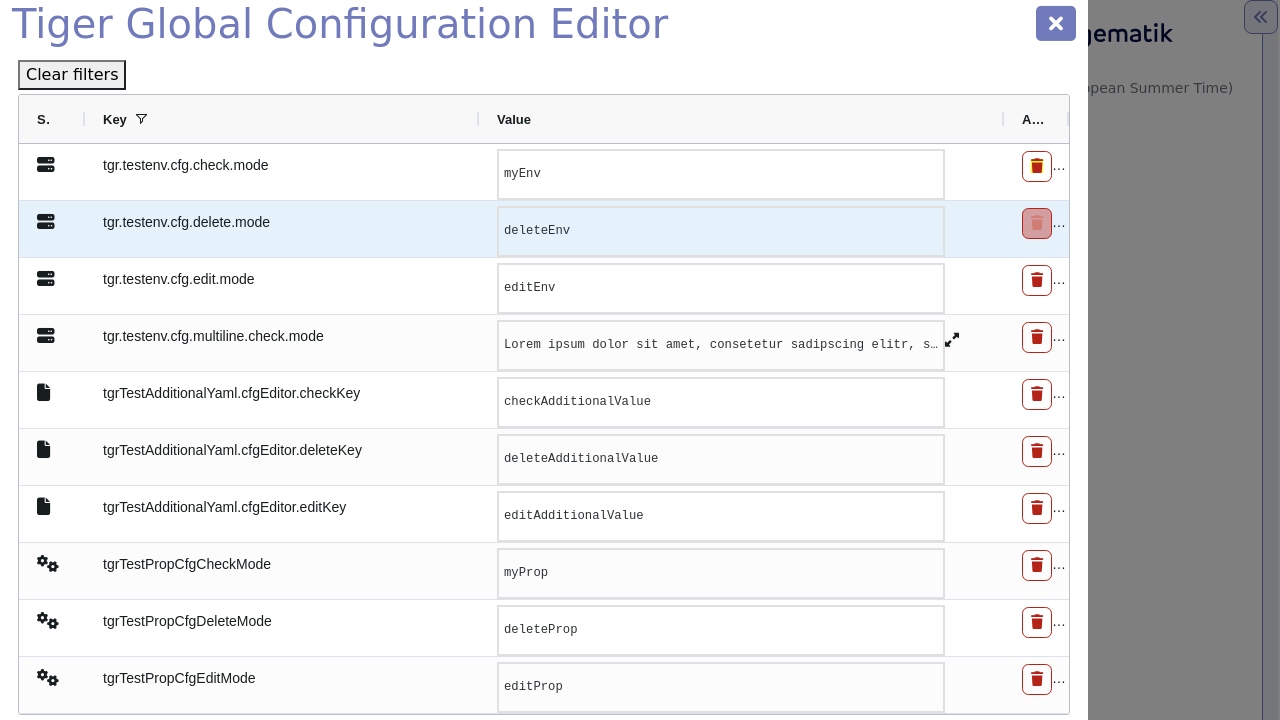 Tiger Global Configuration Editor
gematik
Clear filters
opean Summer Time)
S.
Key
Value
A…
tgr.testenv.cfg.check.mode
myEnv
…
tgr.testenv.cfg.delete.mode
deleteEnv
…
tgr.testenv.cfg.edit.mode
editEnv
…
tgr.testenv.cfg.multiline.check.mode
Lorem ipsum dolor sit amet, consetetur sadipscing elitr, s…
…
tgrTestAdditionalYaml.cfgEditor.checkKey
checkAdditionalValue
…
tgrTestAdditionalYaml.cfgEditor.deleteKey
deleteAdditionalValue
…
tgrTestAdditionalYaml.cfgEditor.editKey
editAdditionalValue
…
tgrTestPropCfgCheckMode
myProp
…
tgrTestPropCfgDeleteMode
deleteProp
…
tgrTestPropCfgEditMode
editProp
…